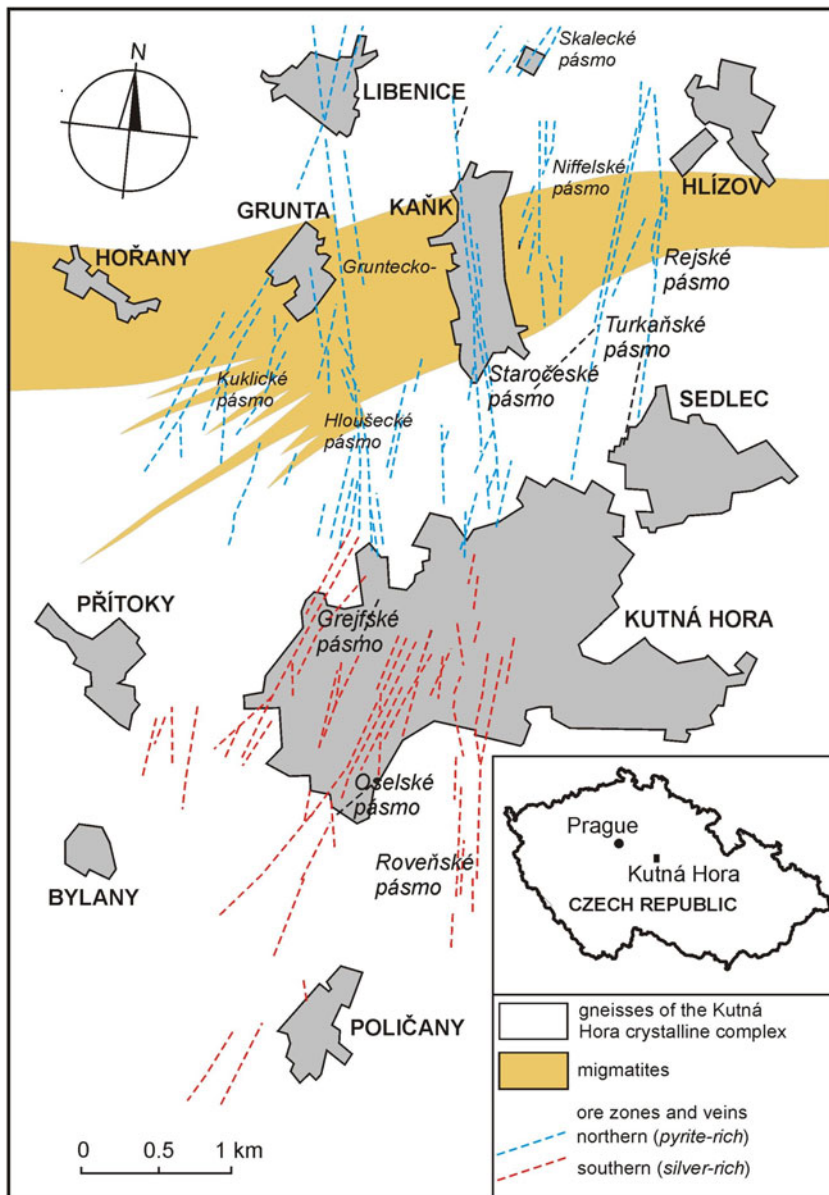 N
Skalecké
pásmo
LIBENICE
Niffelské
pásmo
HLÍZOV
GRUNTA
KAŇK
HOŘANY
Gruntecko-
Rejské
pásmo
Turkaňské
pásmo
Kuklické
pásmo
Staročeské
pásmo
SEDLEC
Hloušecké
pásmo
PŘÍTOKY
Grejfské
pásmo
KUTNÁ HORA
Oselské
pásmo
Roveňské
pásmo
BYLANY
POLIČANY
Prague
Kutná Hora
CZECH REPUBLIC
gneisses of the Kutná
Hora crystalline complex
migmatites
ore zones and veins
northern (pyrite-rich)
southern (silver-rich)
0 0.5 1 km